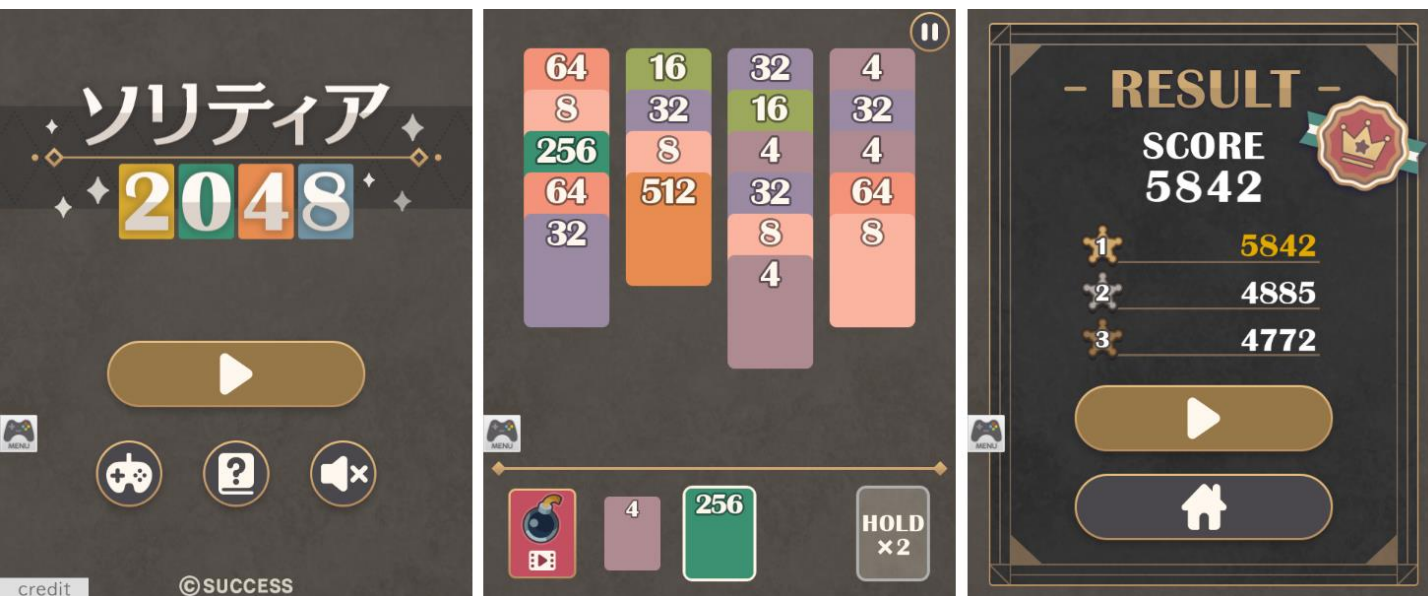 ソリティア
2048
MENU
credit
©SUCCESS
64 16 32 4
8 32 16 32
256 8 4 4
64 512 32 64
32 8 8
4
MENU
4 256 HOLD
×2
- RESULT -
SCORE
5842
1 5842
2 4885
3 4772
MENU